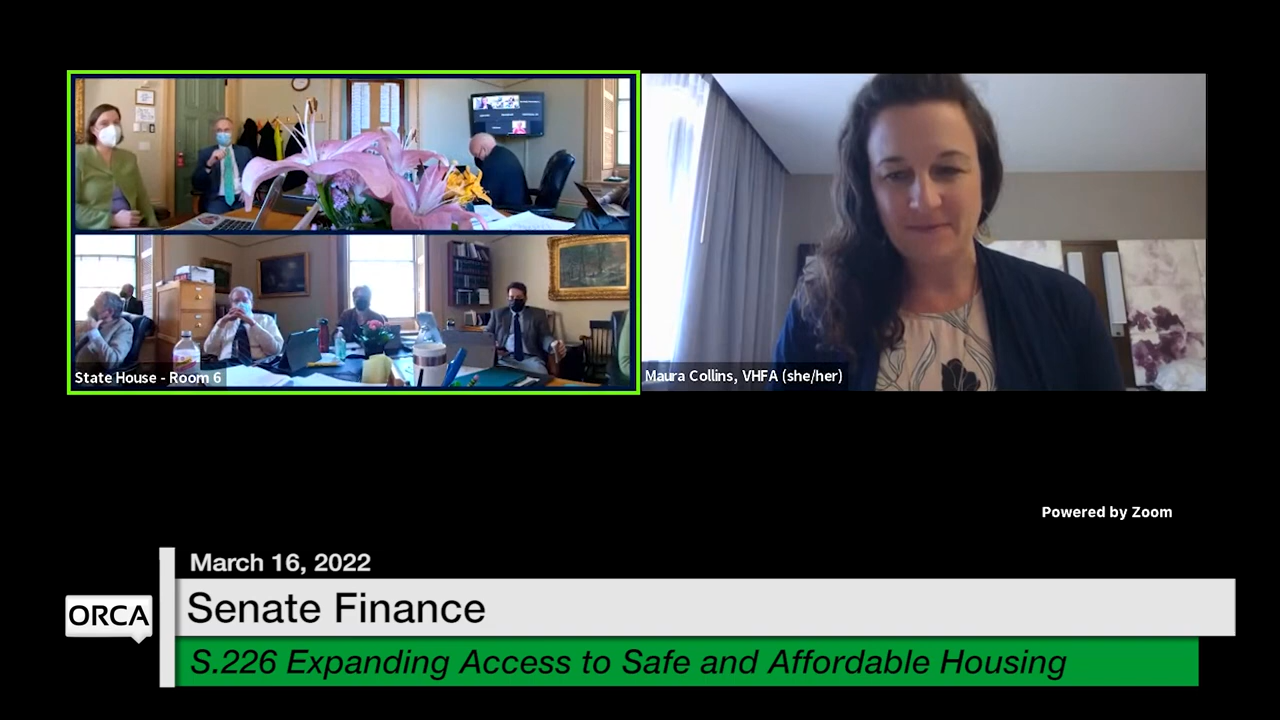 State House - Room 6
Maura Collins, VHFA (she/her)
Powered by Zoom
March 16, 2022
ORCA
Senate Finance
S.226 Expanding Access to Safe and Affordable Housing